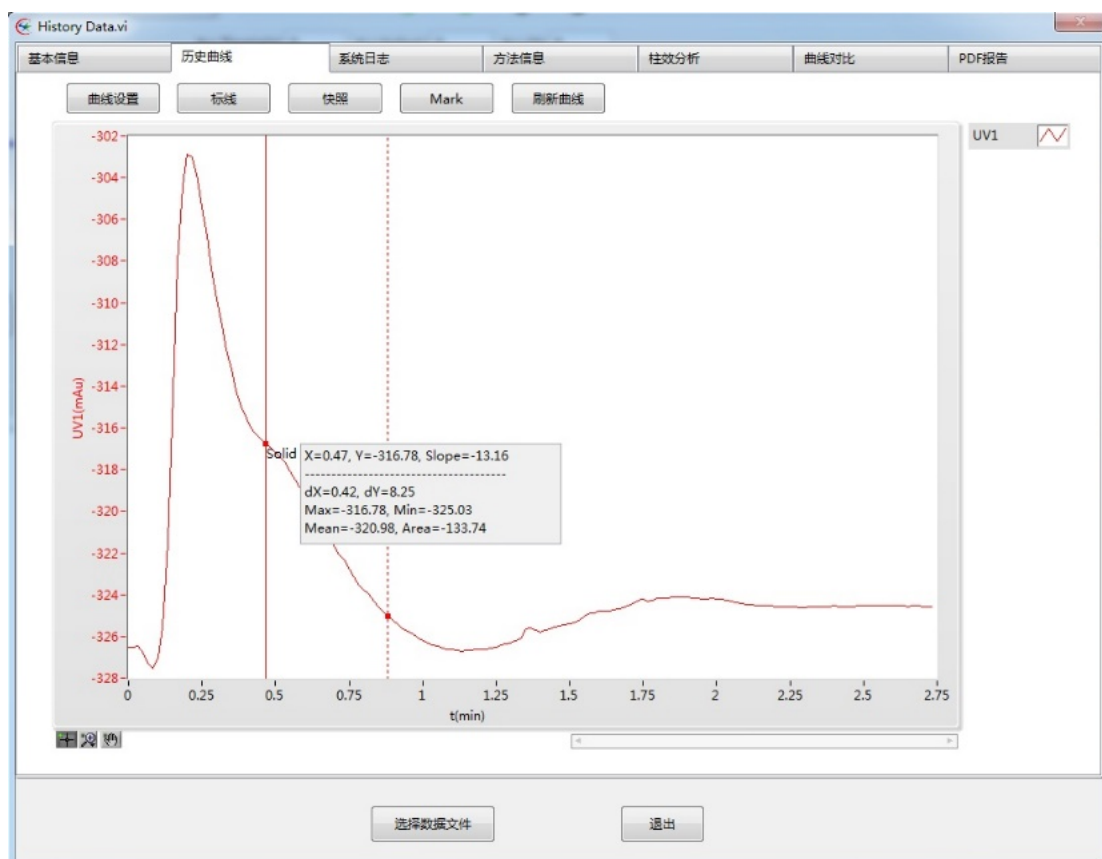 History Data.vi
基本信息 历史曲线 系统日志 方法信息 柱效分析 曲线对比 PDF报告
曲线设置 标线 快照 Mark 刷新曲线
UV1
-302
-304
-306
-308
-310
-312
-314
-316
-318
-320
-322
-324
-326
-328
UV1(mAu)
Solid
X=0.47, Y=-316.78, Slope=-13.16
------------------------------------
dX=0.42, dY=8.25
Max=-316.78, Min=-325.03
Mean=-320.98, Area=-133.74
0 0.25 0.5 0.75 1 1.25 1.5 1.75 2 2.25 2.5 2.75
t(min)
选择数据文件 退出